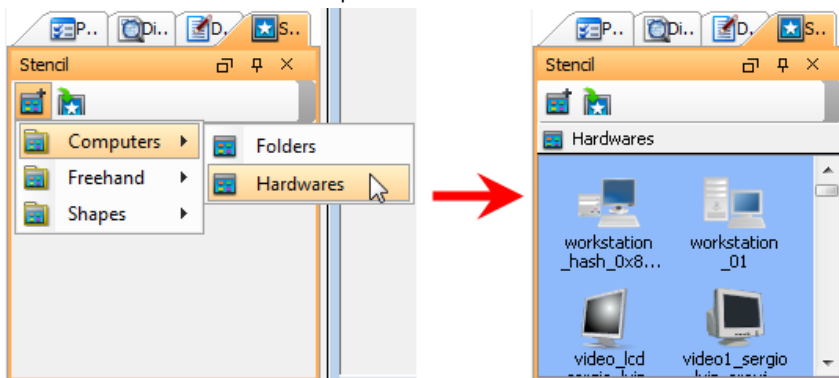 P.. Di.. D. S..
Stencil
Computers
Freehand
Shapes
Folders
Hardwares
P.. Di.. D. S..
Stencil
Hardwares
workstation
_hash_0x8...
workstation
_01
video_lcd
video1_sergio